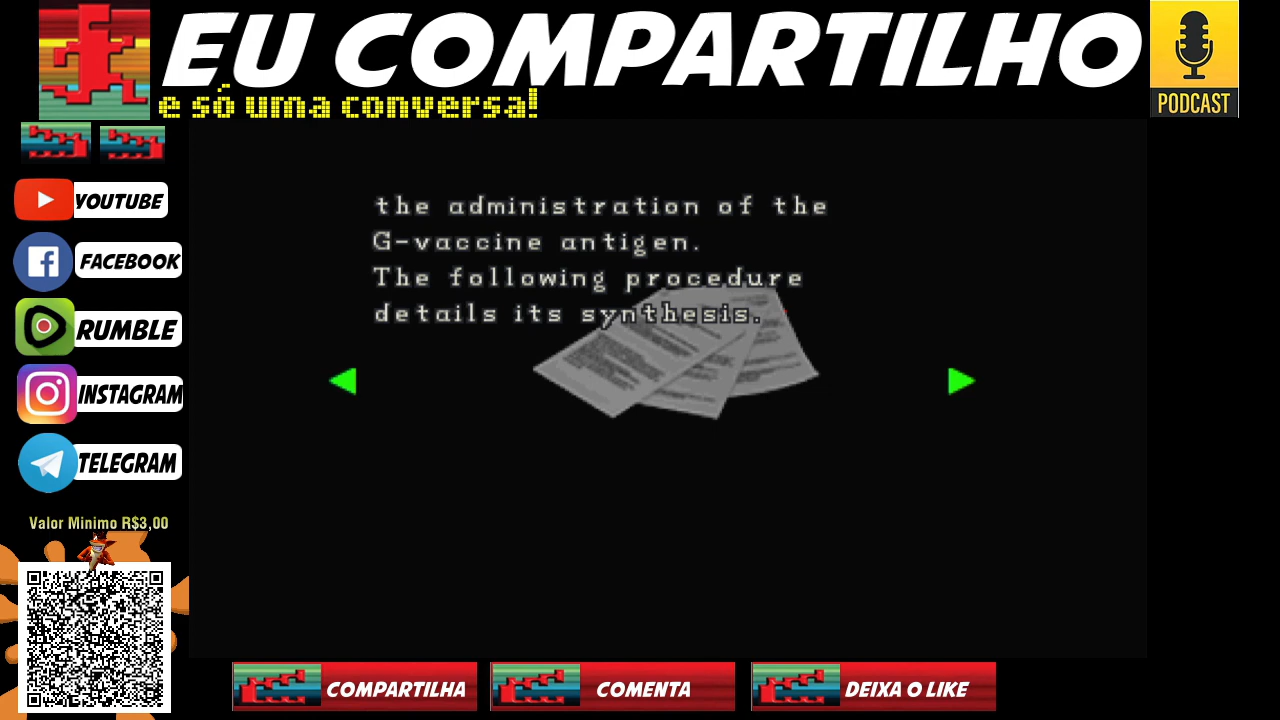 EU COMPARTILHO
e só uma conversa!
PODCAST
the administration of the
G-vaccine antigen.
The following procedure
details its synthesis.
YOUTUBE
FACEBOOK
RUMBLE
INSTAGRAM
TELEGRAM
Valor Minimo R$3,00
COMPARTILHA
COMENTA
DEIXA O LIKE